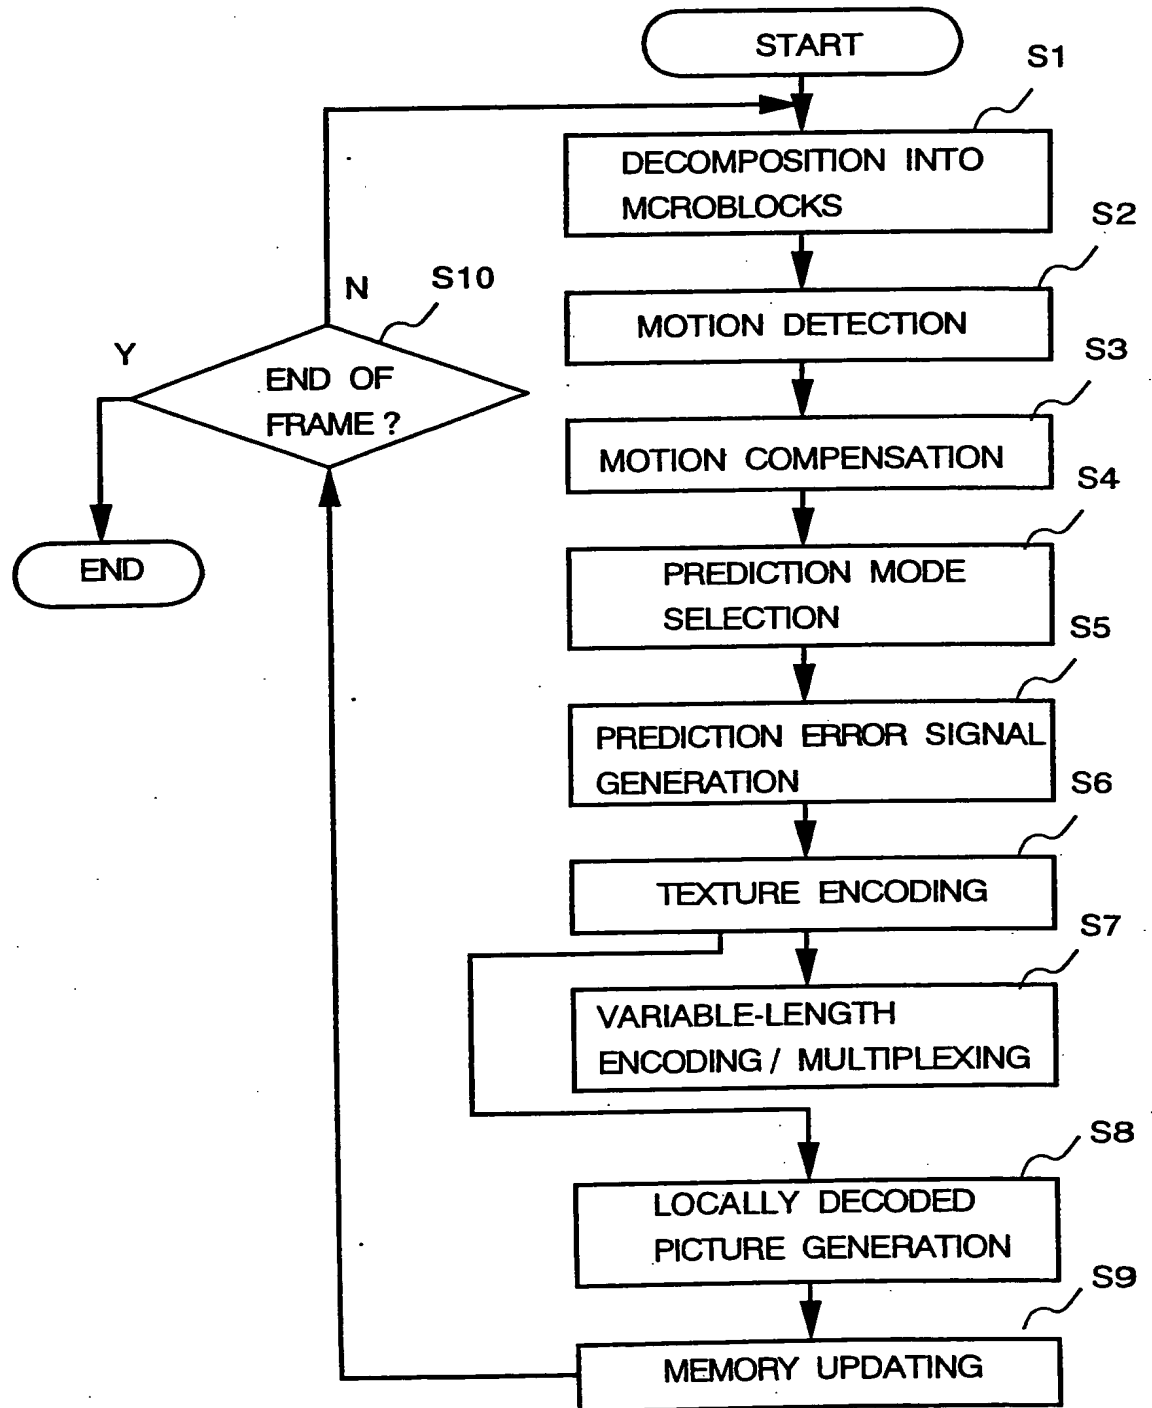 START
S1
DECOMPOSITION INTO
MCROBLOCKS
S2
MOTION DETECTION
S3
MOTION COMPENSATION
S4
PREDICTION MODE
SELECTION
S5
PREDICTION ERROR SIGNAL
GENERATION
S6
TEXTURE ENCODING
S7
VARIABLE-LENGTH
ENCODING / MULTIPLEXING
S8
LOCALLY DECODED
PICTURE GENERATION
S9
MEMORY UPDATING
S10
N
Y
END OF
FRAME ?
END